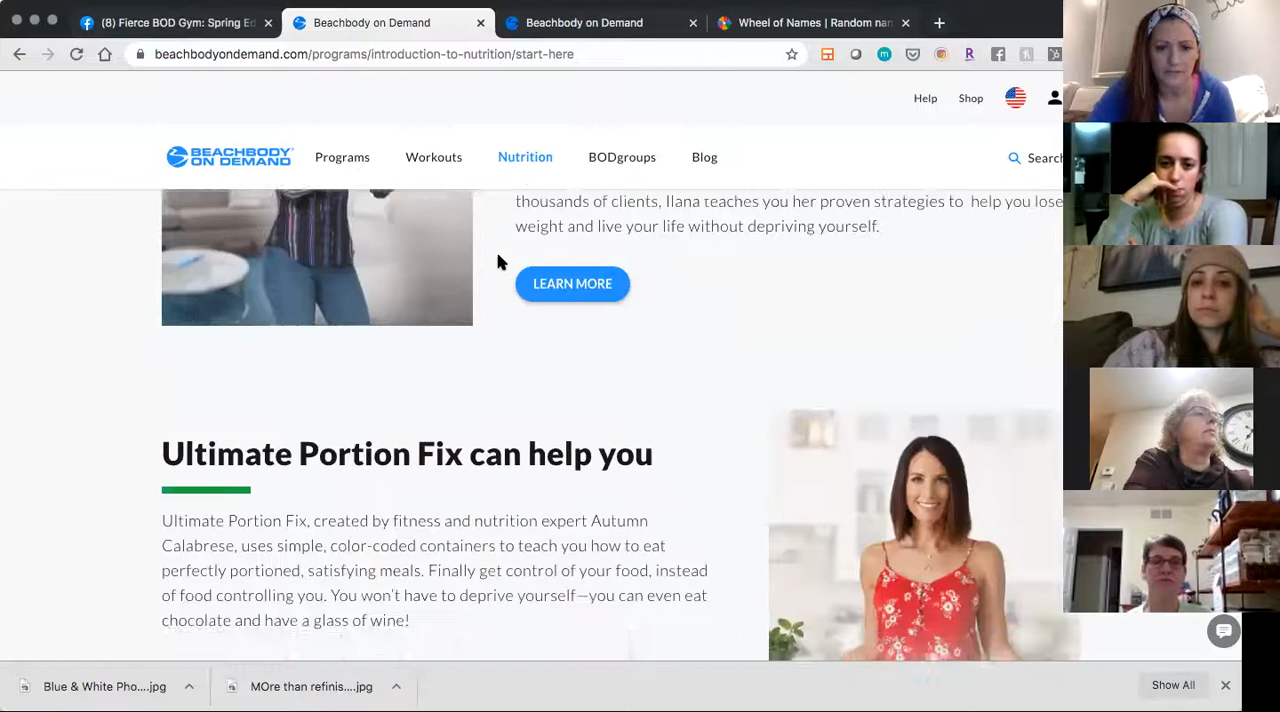 (8) Fierce BOD Gym: Spring Ed
Beachbody on Demand
Beachbody on Demand
Wheel of Names | Random nan
beachbodyondemand.com/programs/introduction-to-nutrition/start-here
Help
Shop
BEACHBODY
ON DEMAND
Programs
Workouts
Nutrition
BODgroups
Blog
Search
thousands of clients, Ilana teaches you her proven strategies to help you lose
weight and live your life without depriving yourself.
LEARN MORE
Ultimate Portion Fix can help you
Ultimate Portion Fix, created by fitness and nutrition expert Autumn
Calabrese, uses simple, color-coded containers to teach you how to eat
perfectly portioned, satisfying meals. Finally get control of your food, instead
of food controlling you. You won't have to deprive yourself—you can even eat
chocolate and have a glass of wine!
Blue & White Pho....jpg
MOre than refinis....jpg
Show All